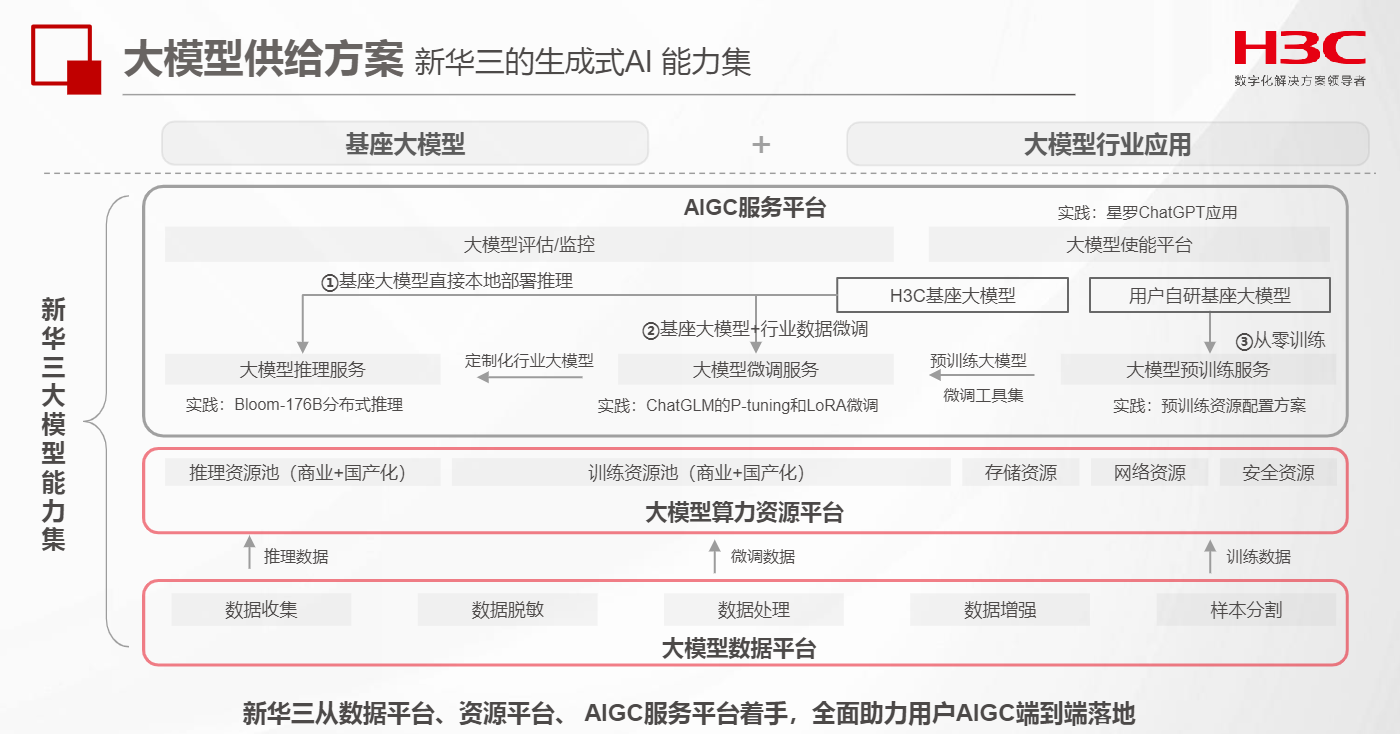 大模型供给方案 新华三的生成式AI 能力集
H3C
数字化解决方案领导者
基座大模型 + 大模型行业应用
新华三大模型能力集
AIGC服务平台
实践：星罗ChatGPT应用
大模型评估/监控
大模型使能平台
①基座大模型直接本地部署推理
H3C基座大模型
用户自研基座大模型
②基座大模型+行业数据微调
③从零训练
大模型推理服务
定制化行业大模型
大模型微调服务
预训练大模型
微调工具集
大模型预训练服务
实践：Bloom-176B分布式推理
实践：ChatGLM的P-tuning和LoRA微调
实践：预训练资源配置方案
推理资源池（商业+国产化）
训练资源池（商业+国产化）
存储资源
网络资源
安全资源
大模型算力资源平台
推理数据
微调数据
训练数据
数据收集
数据脱敏
数据处理
数据增强
样本分割
大模型数据平台
新华三从数据平台、资源平台、 AIGC服务平台着手，全面助力用户AIGC端到端落地